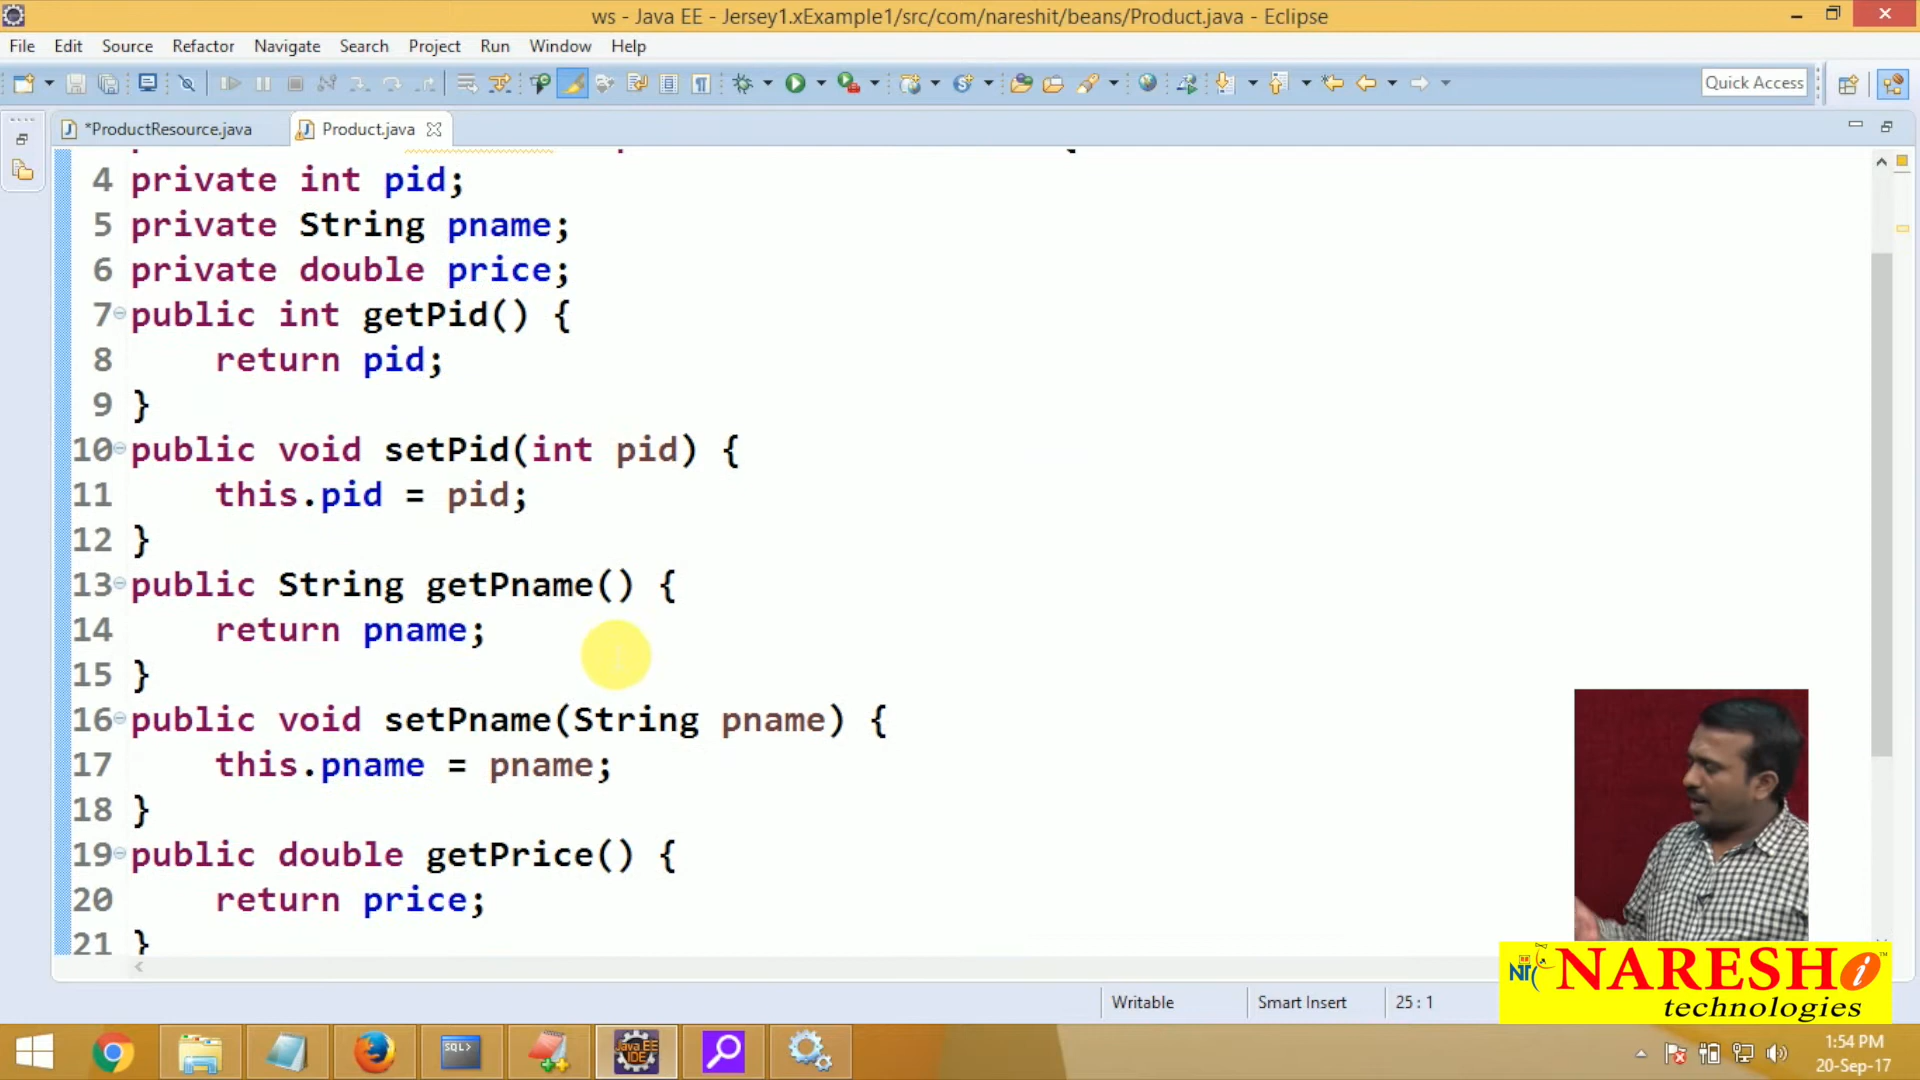 ws - Java EE - Jersey1.xExample1/src/com/nareshit/beans/Product.java - Eclipse
File Edit Source Refactor Navigate Search Project Run Window Help
Quick Access
*ProductResource.java Product.java
4 private int pid;
5 private String pname;
6 private double price;
7 public int getPid() {
8 return pid;
9 }
10 public void setPid(int pid) {
11 this.pid = pid;
12 }
13 public String getPname() {
14 return pname;
15 }
16 public void setPname(String pname) {
17 this.pname = pname;
18 }
19 public double getPrice() {
20 return price;
21 }
Writable Smart Insert 25 : 1
NARESH i
technologies
SQL>
Java EE
IDE
1:54 PM
20-Sep-17